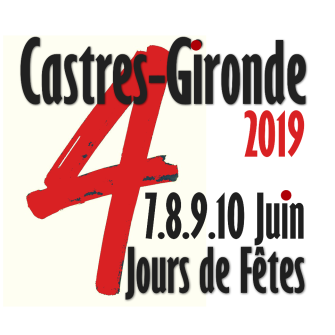 Castres-Gironde
2019
4
7.8.9.10 Juin
Jours de Fêtes